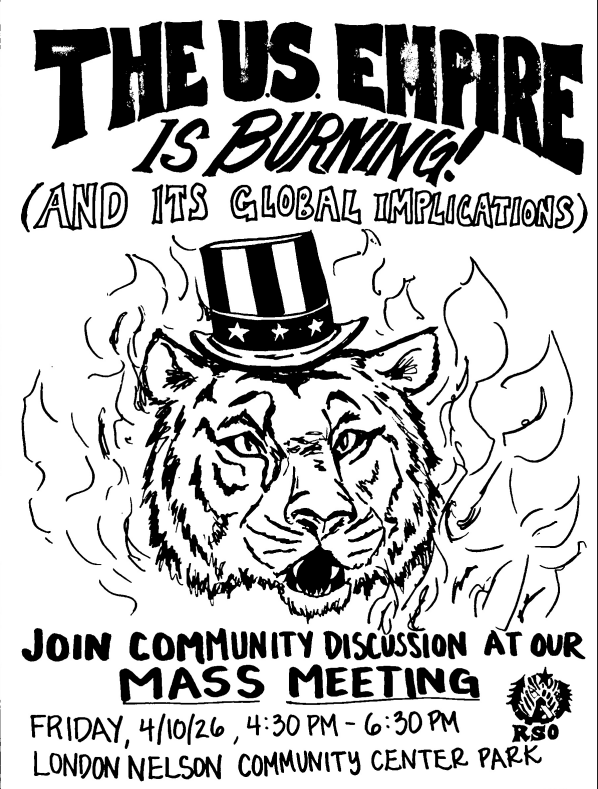 THE U.S. EMPIRE
IS BURNING!
(AND ITS GLOBAL IMPLICATIONS)
JOIN COMMUNITY DISCUSSION AT OUR
MASS MEETING
RSO
FRIDAY, 4/10/26, 4:30 PM - 6:30 PM
LONDON NELSON COMMUNITY CENTER PARK